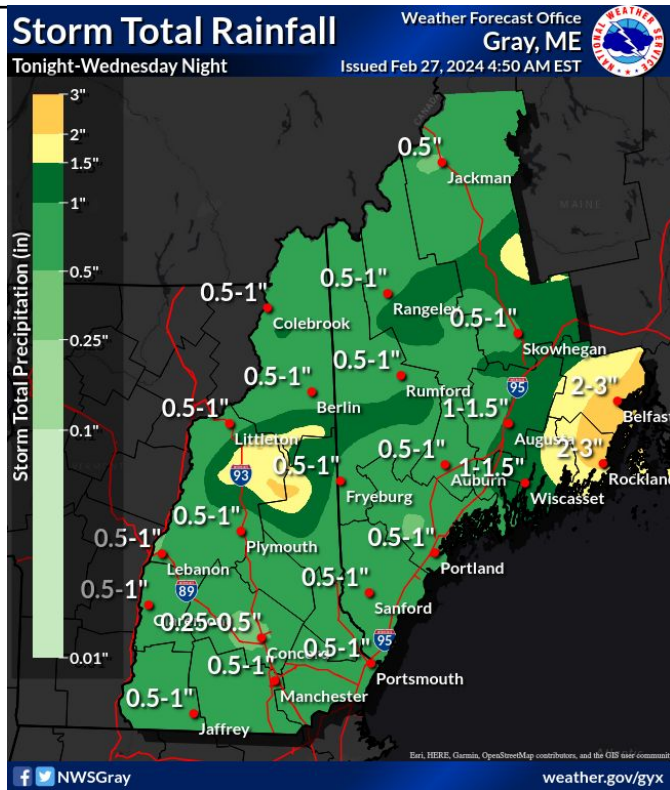 Storm Total Rainfall
Tonight-Wednesday Night
Weather Forecast Office
Gray, ME
Issued Feb 27, 2024 4:50 AM EST
NATIONAL WEATHER SERVICE
Storm Total Precipitation (in)
3"
2"
1.5"
1"
0.5"
0.25"
0.1"
0.01"
CANADA
MAINE
0.5"
Jackman
0.5-1"
Rangeley
0.5-1"
Colebrook
0.5-1"
Skowhegan
0.5-1"
Rumford
0.5-1"
Berlin
95
2-3"
Belfast
1-1.5"
Augusta
0.5-1"
Littleton
93
0.5-1"
Fryeburg
0.5-1"
Auburn
1-1.5"
Wiscasset
2-3"
Rockland
0.5-1"
Plymouth
0.5-1"
Lebanon
0.5-1"
Portland
89
0.5-1"
0.5-1"
Sanford
0.25-0.5"
Concord
95
0.5-1"
Portsmouth
0.5-1"
Manchester
0.5-1"
Jaffrey
Esri, HERE, Garmin, OpenStreetMap contributors, and the GIS user communit
NWSGray
weather.gov/gyx